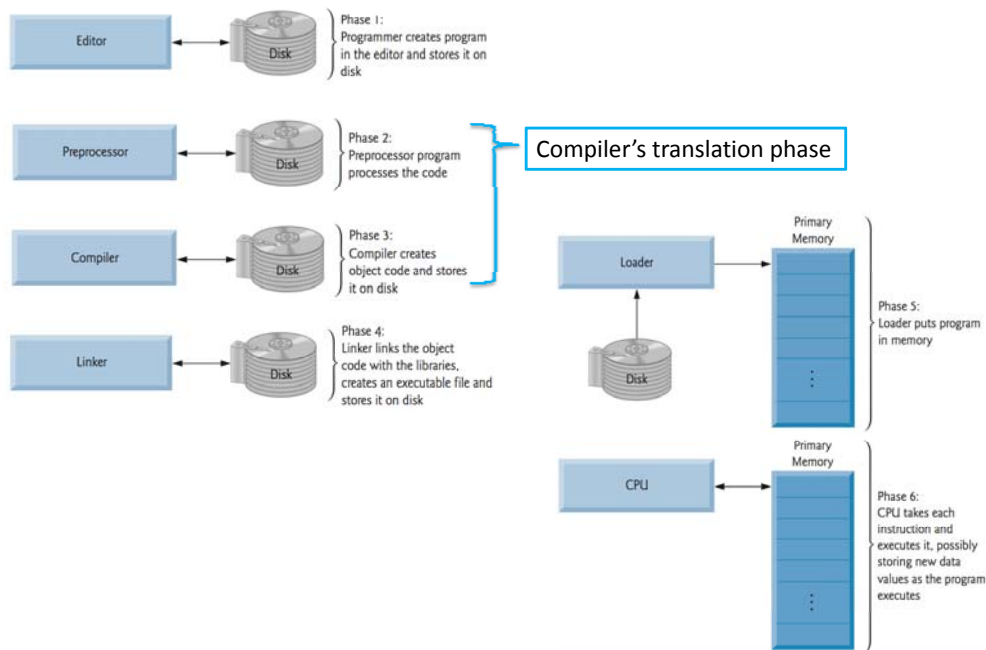 Editor
Disk
Phase 1:
Programmer creates program
in the editor and stores it on
disk
Preprocessor
Disk
Phase 2:
Preprocessor program
processes the code
Compiler's translation phase
Compiler
Disk
Phase 3:
Compiler creates
object code and stores
it on disk
Linker
Disk
Phase 4:
Linker links the object
code with the libraries,
creates an executable file and
stores it on disk
Loader
Disk
Primary
Memory
Phase 5:
Loader puts program
in memory
CPU
Primary
Memory
Phase 6:
CPU takes each
instruction and
executes it, possibly
storing new data
values as the program
executes